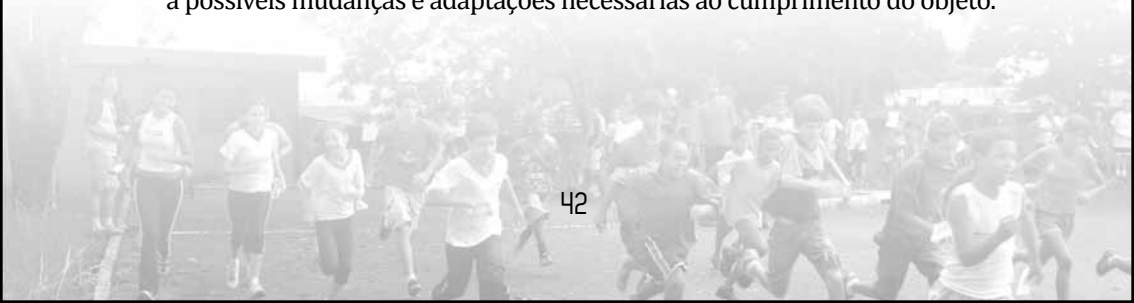 a possíveis mudanças e adaptações necessárias ao cumprimento do objeto.
42